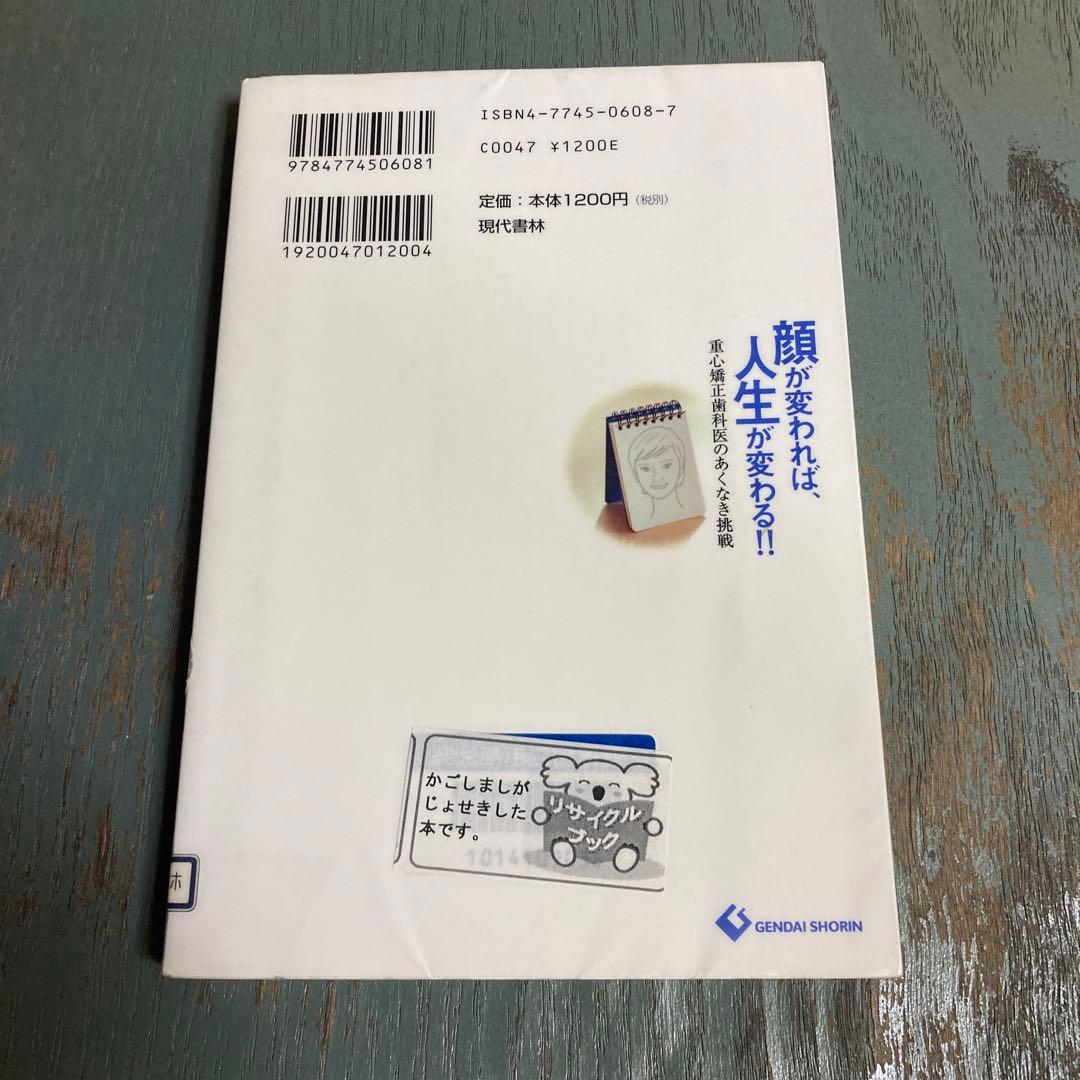 ISBN4-7745-0608-7
9784774506081
C0047 ¥1200E
定価：本体1200円（税別）
現代書林
1920047012004
顔が変われば、
人生が変わる!!
重心矯正歯科医のあくなき挑戦
かごしましが
じょせきした
本です。
リサイクル
ブック
ホ
GENDAI SHORIN